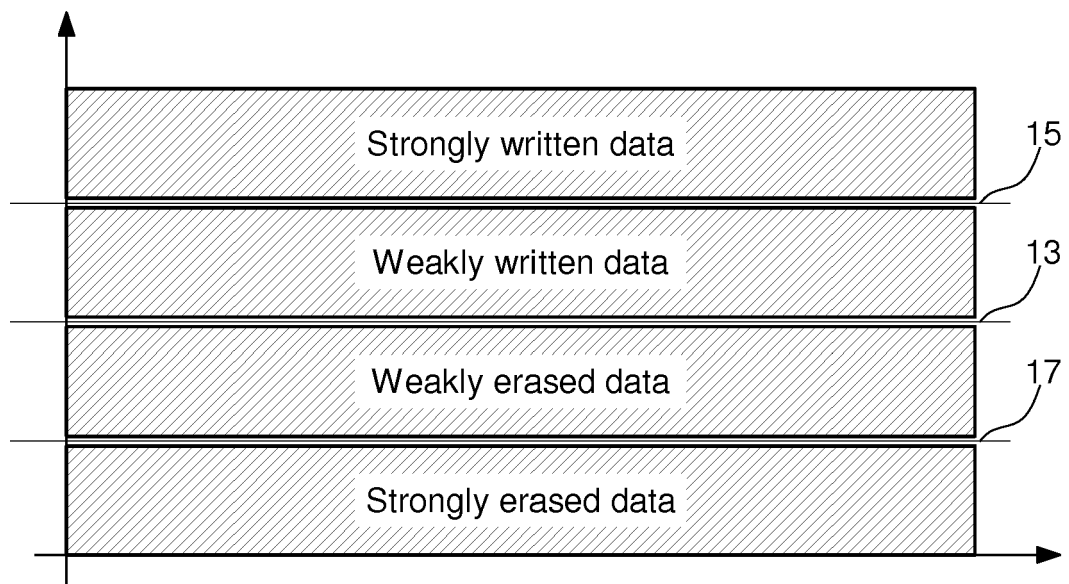 Strongly written data
15
Weakly written data
13
Weakly erased data
17
Strongly erased data